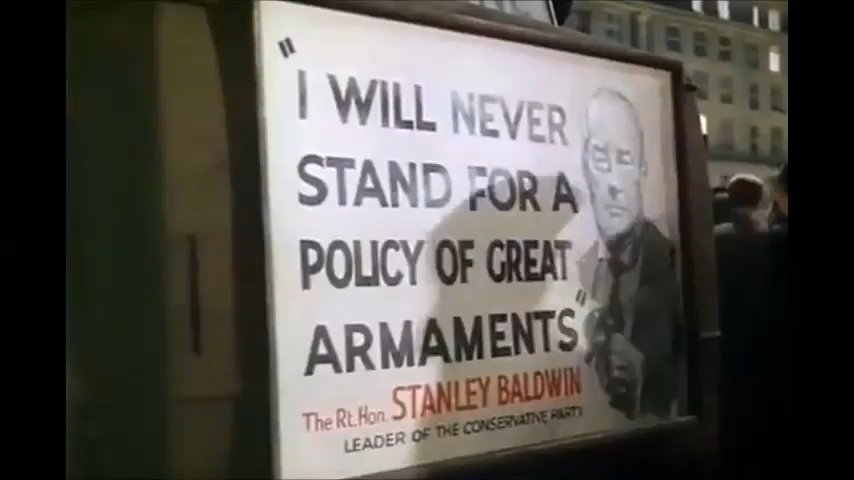 "I WILL NEVER
STAND FOR A
POLICY OF GREAT
ARMAMENTS"
The Rt. Hon. STANLEY BALDWIN
LEADER OF THE CONSERVATIVE PARTY